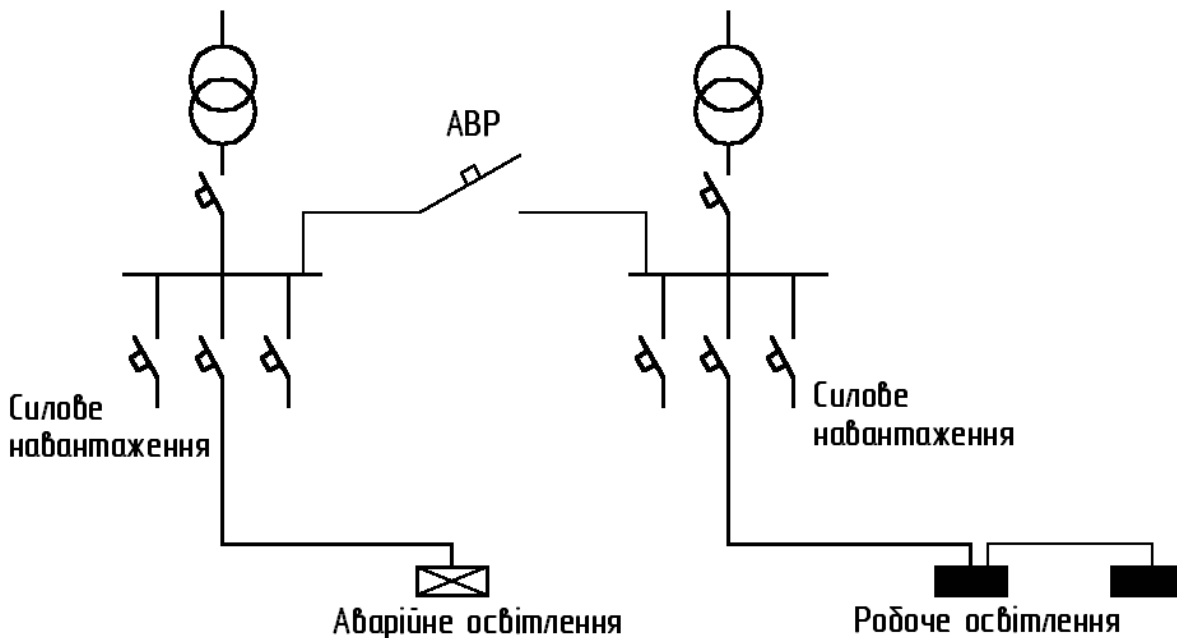 АВР
Силове
навантаження
Силове
навантаження
Аварійне освітлення
Робоче освітлення